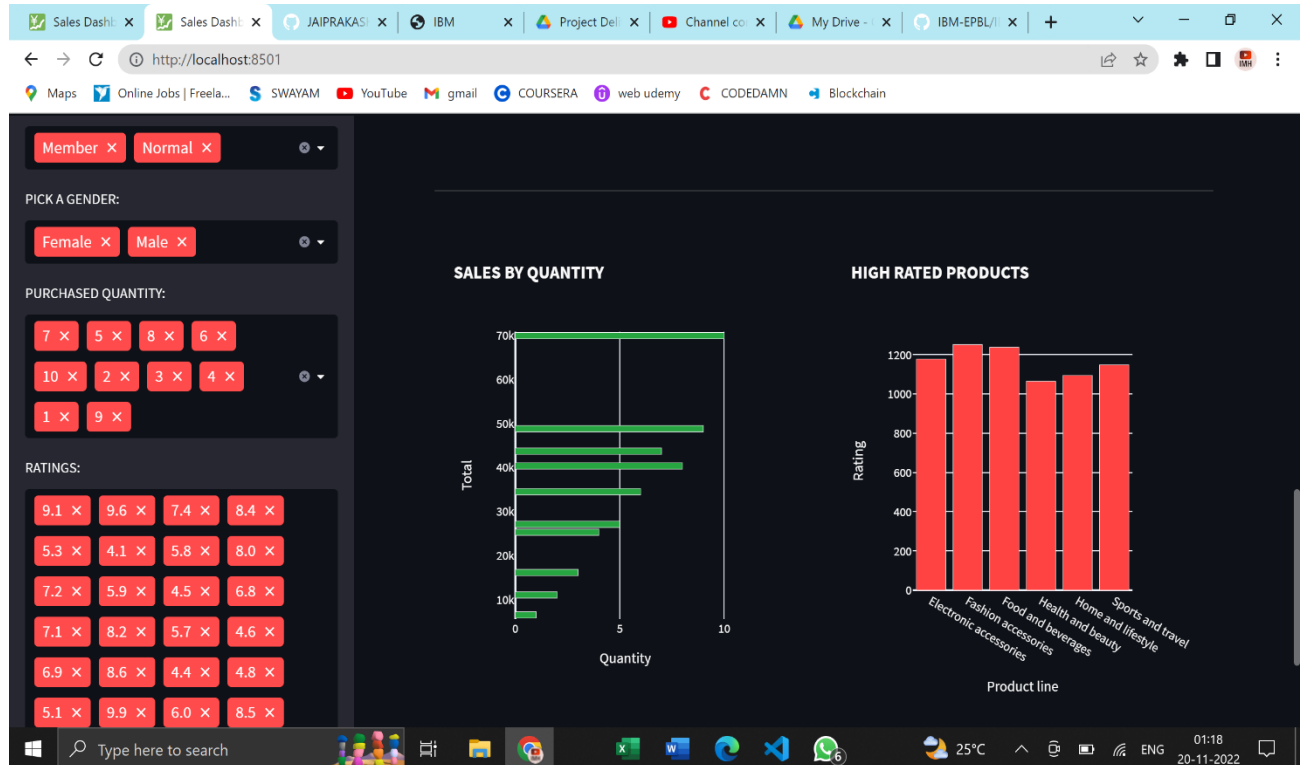 Sales Dashb Sales Dashb JAIPRAKASH IBM Project Deli Channel co My Drive - IBM-EPBL/I
http://localhost:8501
Maps Online Jobs | Freela... SWAYAM YouTube gmail COURSERA web udemy CODEDAMN Blockchain
Member × Normal ×
PICK A GENDER:
Female × Male ×
PURCHASED QUANTITY:
7 × 5 × 8 × 6 ×
10 × 2 × 3 × 4 ×
1 × 9 ×
RATINGS:
9.1 × 9.6 × 7.4 × 8.4 ×
5.3 × 4.1 × 5.8 × 8.0 ×
7.2 × 5.9 × 4.5 × 6.8 ×
7.1 × 8.2 × 5.7 × 4.6 ×
6.9 × 8.6 × 4.4 × 4.8 ×
5.1 × 9.9 × 6.0 × 8.5 ×
SALES BY QUANTITY
70k
60k
50k
40k
30k
20k
10k
Total
0 5 10
Quantity
HIGH RATED PRODUCTS
1200
1000
800
600
400
200
0
Rating
Electronic accessories
Fashion accessories
Food and beverages
Health and beauty
Home and lifestyle
Sports and travel
Product line
Type here to search
6
25°C ENG
01:18
20-11-2022